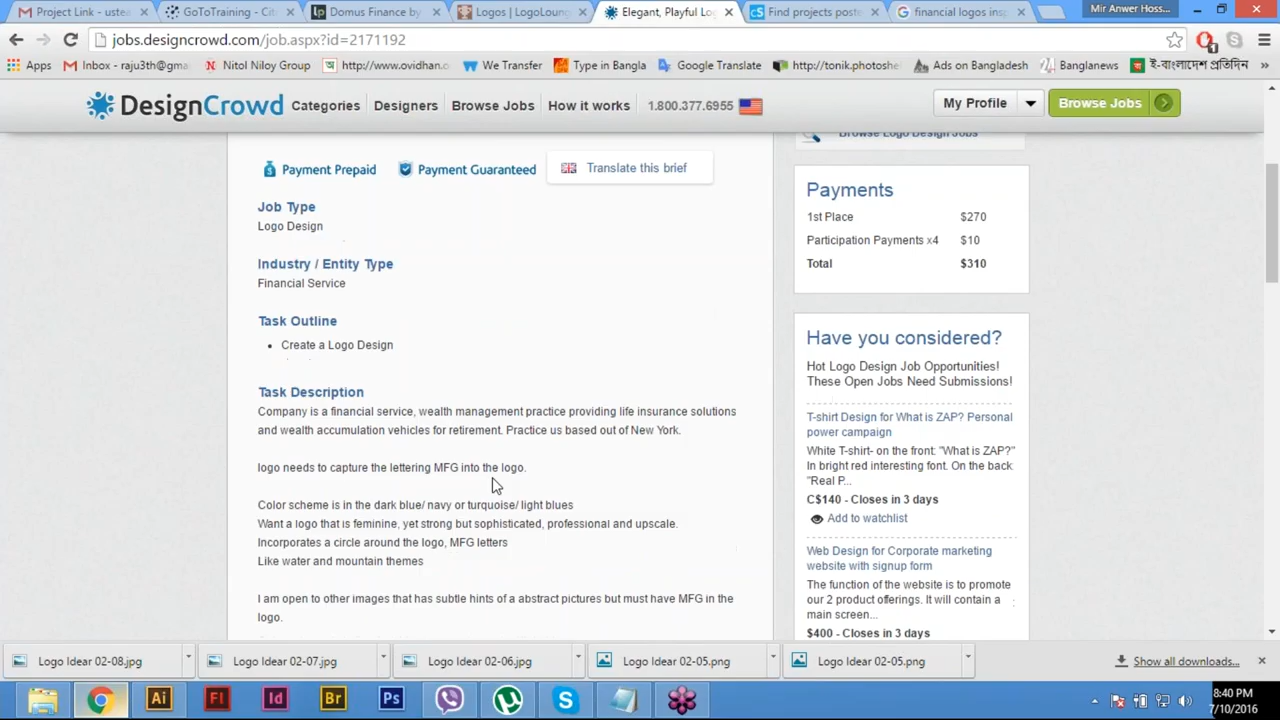 Project Link - ustea
GoToTraining - Cit
Domus Finance by
Logos | LogoLoung
Elegant, Playful Lo
Find projects post
financial logos ins
Mir Anwer Hoss...
jobs.designcrowd.com/job.aspx?id=2171192
Apps
Inbox - raju3th@gma
Nitol Niloy Group
http://www.ovidhan.
We Transfer
Type in Bangla
Google Translate
http://tonik.photoshe
Ads on Bangladesh
Banglanews
ই-বাংলাদেশ প্রতিদিন
DesignCrowd
Categories
Designers
Browse Jobs
How it works
1.800.377.6955
My Profile
Browse Jobs
Browse Logo Design Jobs
Payment Prepaid
Payment Guaranteed
Translate this brief
Job Type
Logo Design
Industry / Entity Type
Financial Service
Task Outline
• Create a Logo Design
Task Description
Company is a financial service, wealth management practice providing life insurance solutions
and wealth accumulation vehicles for retirement. Practice us based out of New York.
logo needs to capture the lettering MFG into the logo.
Color scheme is in the dark blue/ navy or turquoise/ light blues
Want a logo that is feminine, yet strong but sophisticated, professional and upscale.
Incorporates a circle around the logo, MFG letters
Like water and mountain themes
I am open to other images that has subtle hints of a abstract pictures but must have MFG in the
logo.
Payments
1st Place $270
Participation Payments x4 $10
Total $310
Have you considered?
Hot Logo Design Job Opportunities!
These Open Jobs Need Submissions!
T-shirt Design for What is ZAP? Personal
power campaign
White T-shirt- on the front: "What is ZAP?"
In bright red interesting font. On the back
"Real P...
C$140 - Closes in 3 days
Add to watchlist
Web Design for Corporate marketing
website with signup form
The function of the website is to promote
our 2 product offerings. It will contain a
main screen...
$400 - Closes in 3 days
Logo Idear 02-08.jpg
Logo Idear 02-07.jpg
Logo Idear 02-06.jpg
Logo Idear 02-05.png
Logo Idear 02-05.png
Show all downloads...
Ai
Fl
Id
Br
Ps
8:40 PM
7/10/2016